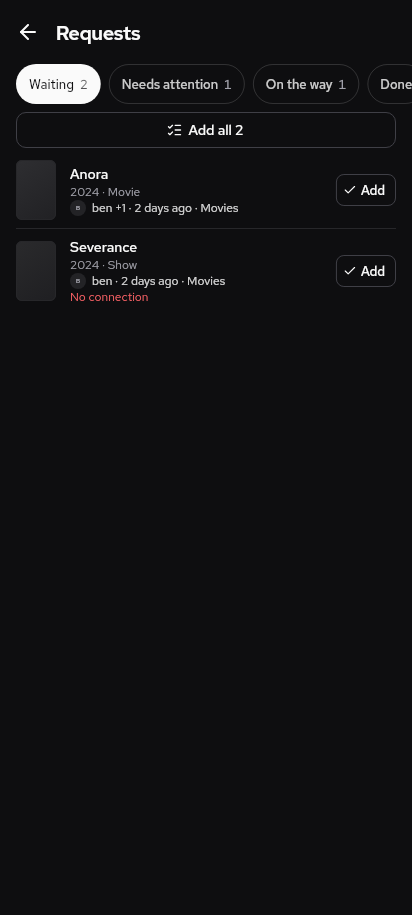 Requests
Waiting 2
Needs attention 1
On the way 1
Done
Add all 2
Anora
2024 · Movie
B ben +1 · 2 days ago · Movies
Add
Severance
2024 · Show
B ben · 2 days ago · Movies
No connection
Add